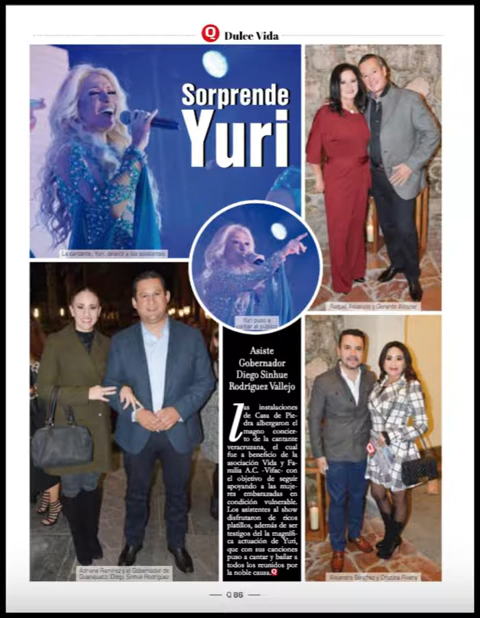 Q Dulce Vida
Sorprende
Yuri
La cantante, Yuri, deleitó a los asistentes
Yuri puso a
cantar al público
Raquel
y Gerardo
Asiste
Gobernador
Diego Sinhue
Rodríguez Vallejo
las instalaciones
de Casa de Pie-
dra albergaron el
magno concier-
to de la cantante
veracruzana, el cual
fue a beneficio de la
asociación Vida y Fa-
milia A.C. -Vifac- con
el objetivo de seguir
apoyando a las muje-
res embarazadas en
condición vulnerable.
Los asistentes al show
disfrutaron de ricos
platillos, además de ser
testigos del la magnífi-
ca actuación de Yuri,
que con sus canciones
puso a cantar y bailar a
todos los reunidos por
la noble causa.Q
Adriana Ramírez y el Gobernador de
Guanajuato, Diego Sinhue Rodríguez
Alejandro Sánchez y Cristina Rivera
Q 86